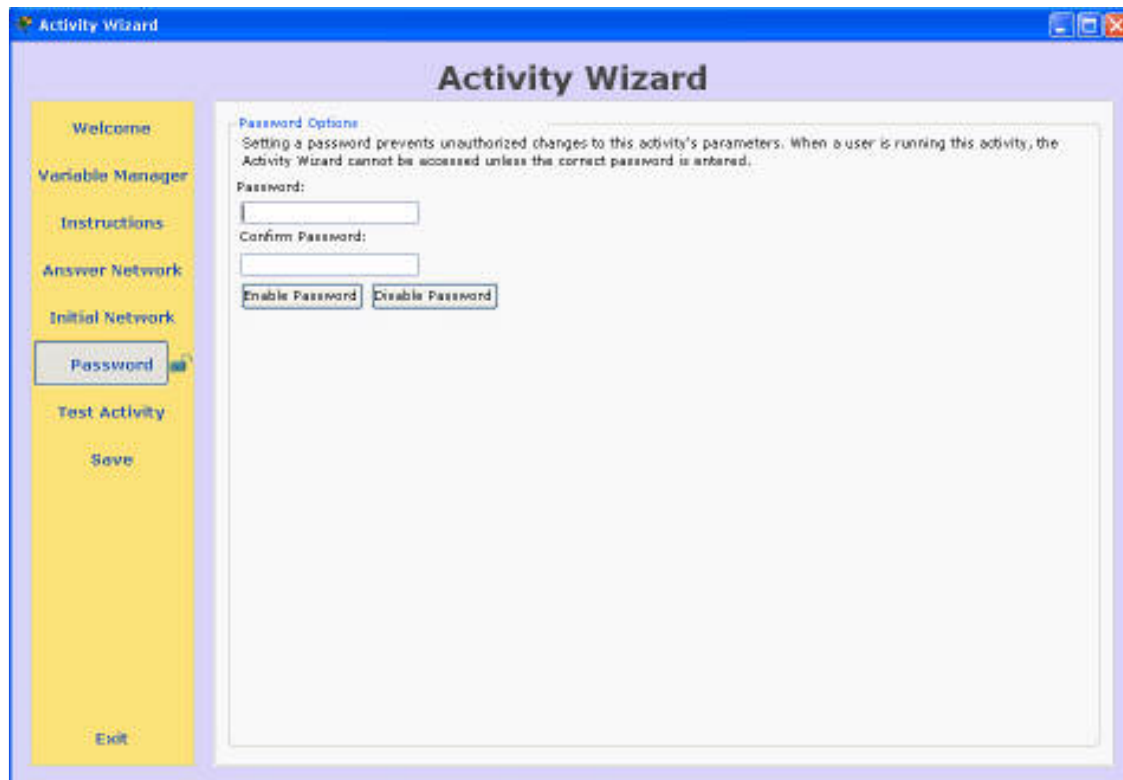 Activity Wizard
Activity Wizard
Welcome
Variable Manager
Instructions
Answer Network
Initial Network
Password
Test Activity
Save
Exit
Password Options
Setting a password prevents unauthorized changes to this activity's parameters. When a user is running this activity, the
Activity Wizard cannot be accessed unless the correct password is entered.
Password:
Confirm Password:
Enable Password Disable Password